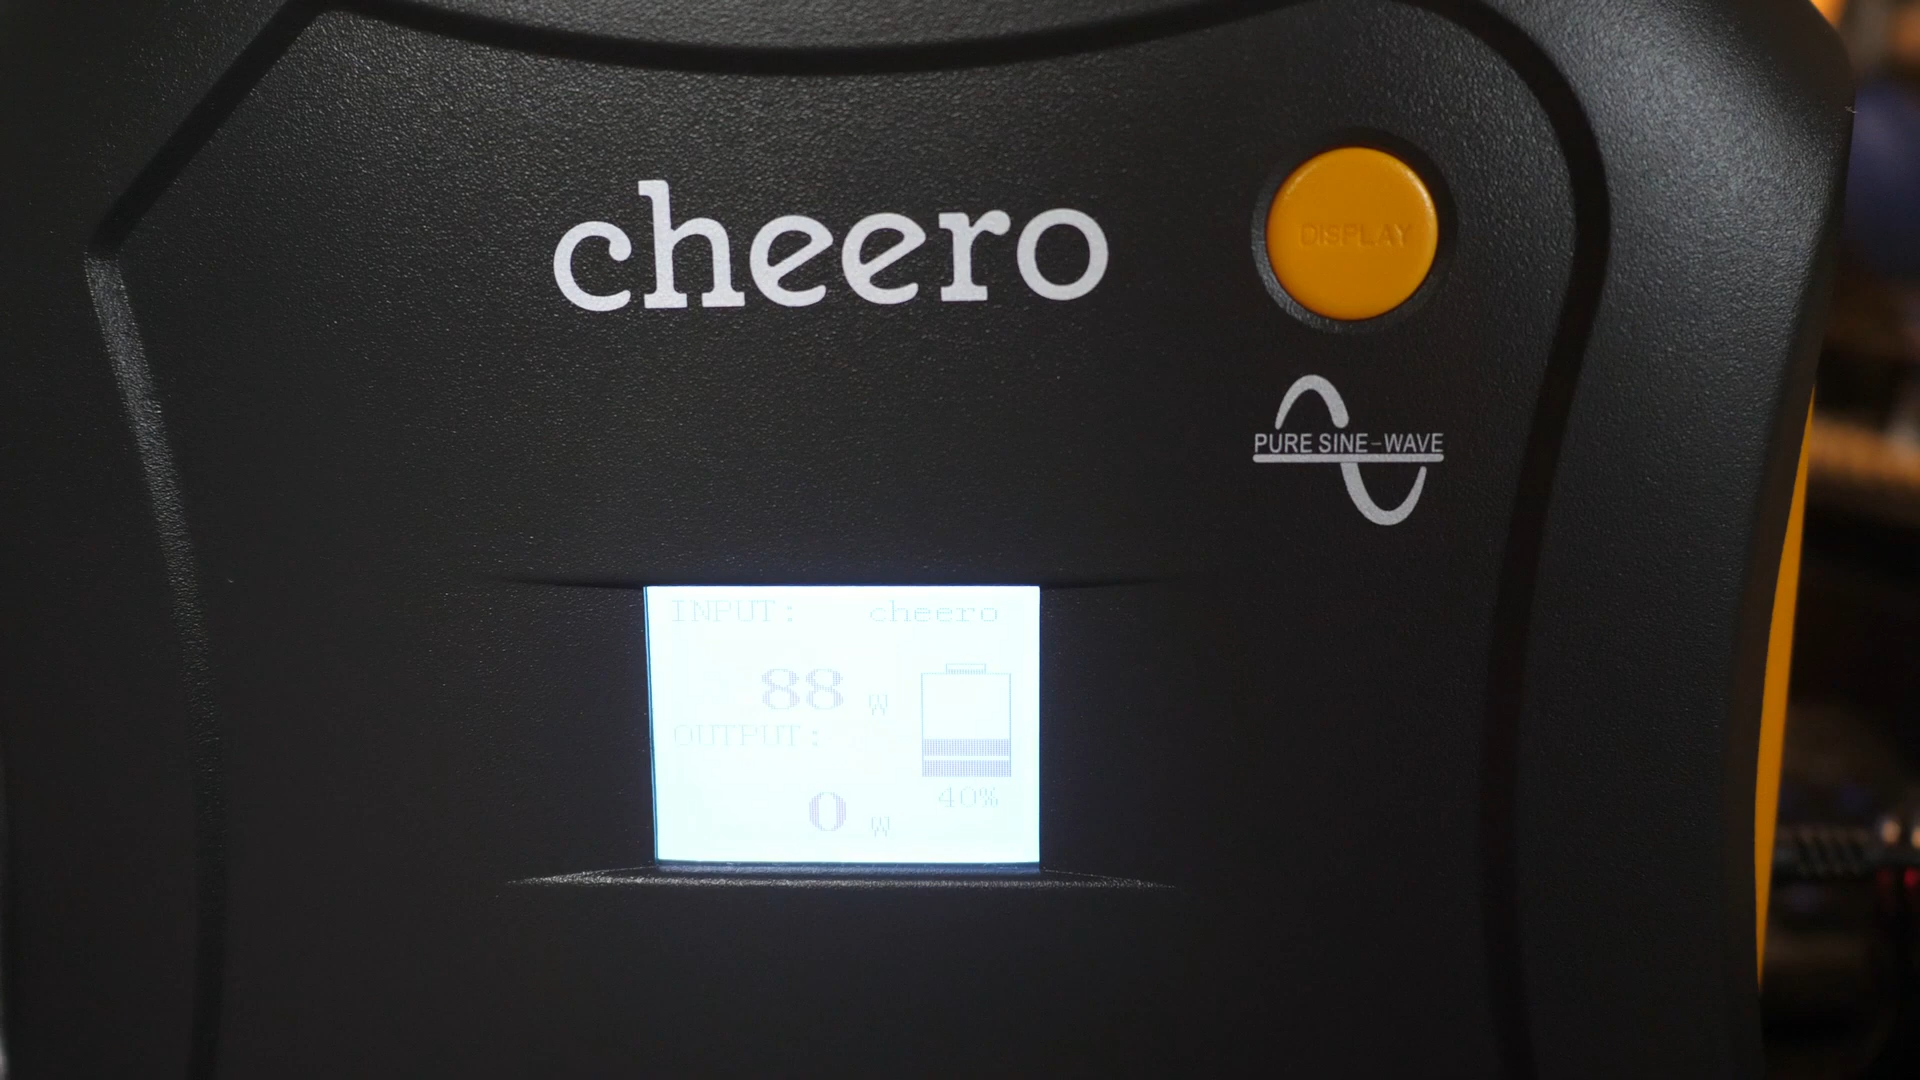 cheero
DISPLAY
PURE SINE-WAVE
INPUT: cheero
88 W
OUTPUT:
0 W
40%